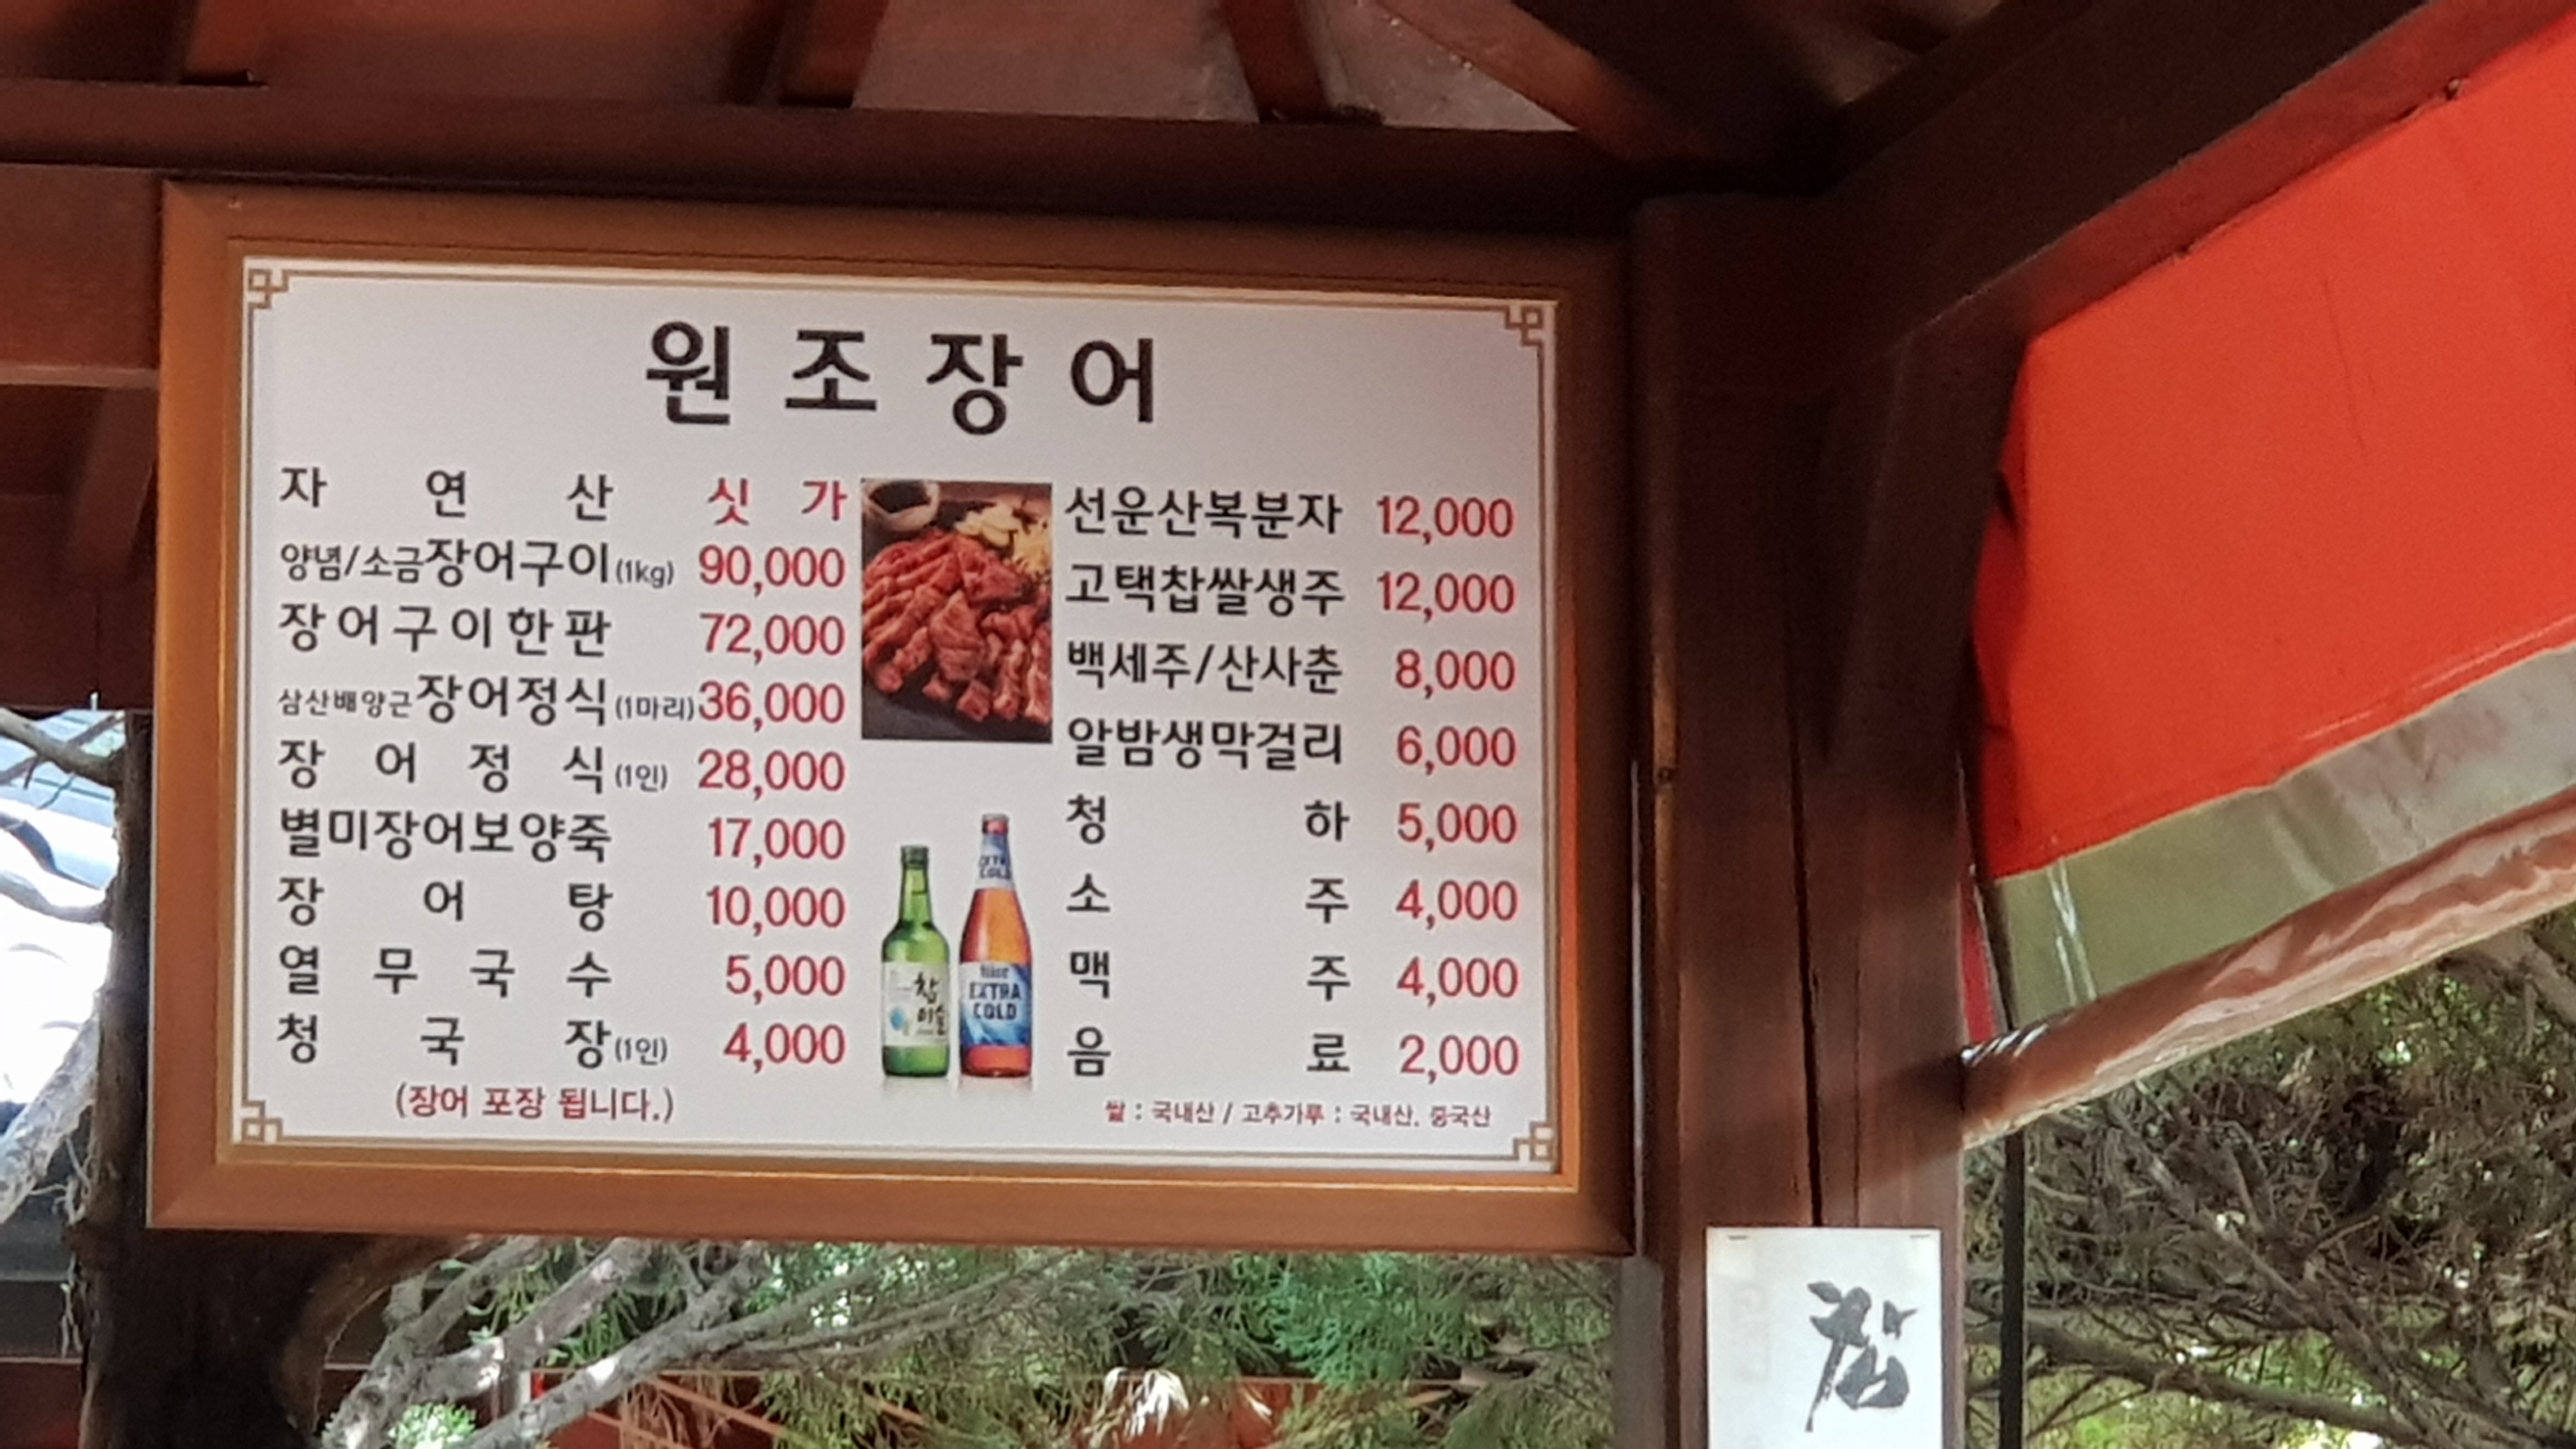 원조장어
자연산 싯가
양념/소금장어구이(1kg) 90,000
장어구이한판 72,000
삼산배양근장어정식(1마리) 36,000
장어정식(1인) 28,000
별미장어보양죽 17,000
장어탕 10,000
열무국수 5,000
청국장(1인) 4,000
(장어 포장 됩니다.)
선운산복분자 12,000
고택찹쌀생주 12,000
백세주/산사춘 8,000
알밤생막걸리 6,000
청하 5,000
소주 4,000
맥주 4,000
음료 2,000
쌀 : 국내산 / 고추가루 : 국내산. 중국산
참
이슬
EXTRA
COLD
EXTRA
COLD